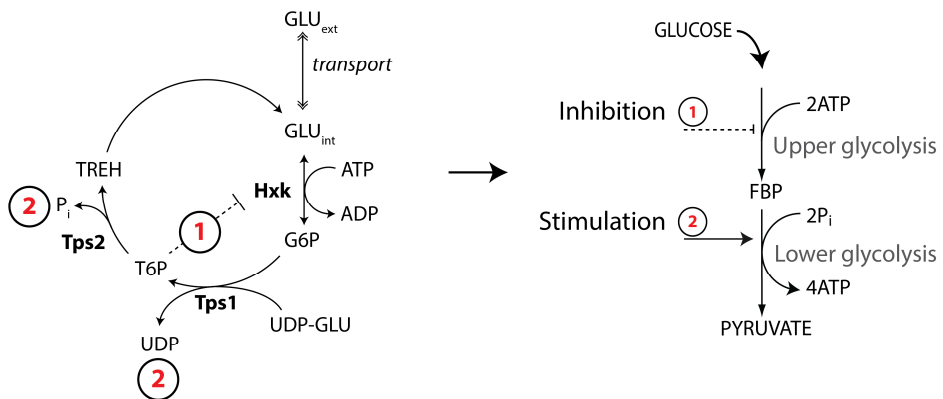 GLUext
transport
GLUint
TREH
ATP
Hxk
ADP
2
Pi
1
Tps2
G6P
T6P
Tps1
UDP-GLU
UDP
2
GLUCOSE
Inhibition 1
2ATP
Upper glycolysis
FBP
Stimulation 2
2Pi
Lower glycolysis
4ATP
PYRUVATE